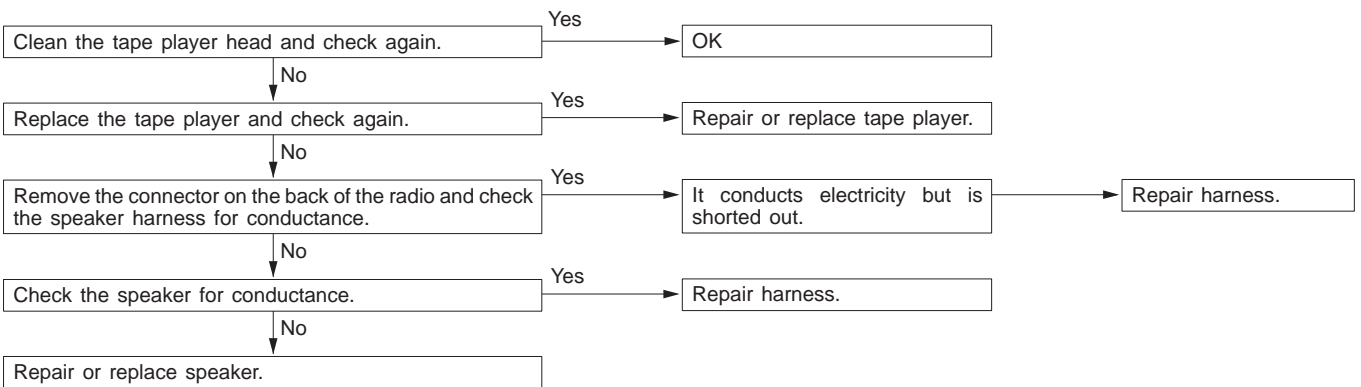 Yes
Clean the tape player head and check again.
OK
No
Yes
Replace the tape player and check again.
Repair or replace tape player.
No
Yes
Remove the connector on the back of the radio and check
the speaker harness for conductance.
It conducts electricity but is
shorted out.
Repair harness.
No
Yes
Check the speaker for conductance.
Repair harness.
No
Repair or replace speaker.